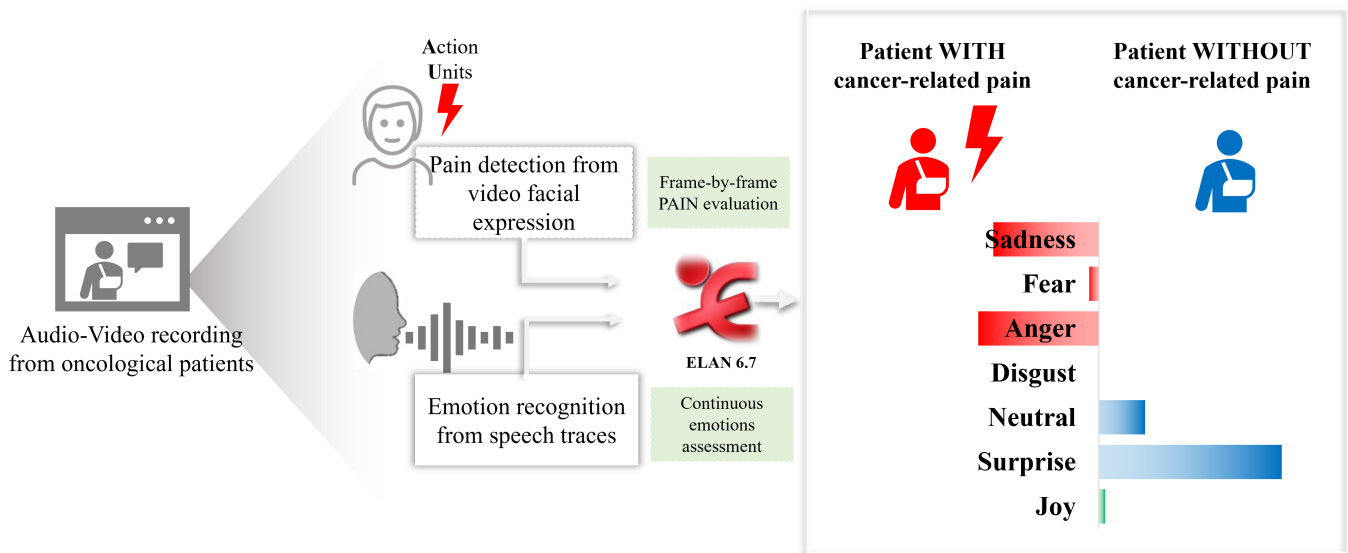 Action
Units
Pain detection from
video facial
expression
Frame-by-frame
PAIN evaluation
Audio-Video recording
from oncological patients
ELAN 6.7
Emotion recognition
from speech traces
Continuous
emotions
assessment
Patient WITH
cancer-related pain
Patient WITHOUT
cancer-related pain
Sadness
Fear
Anger
Disgust
Neutral
Surprise
Joy